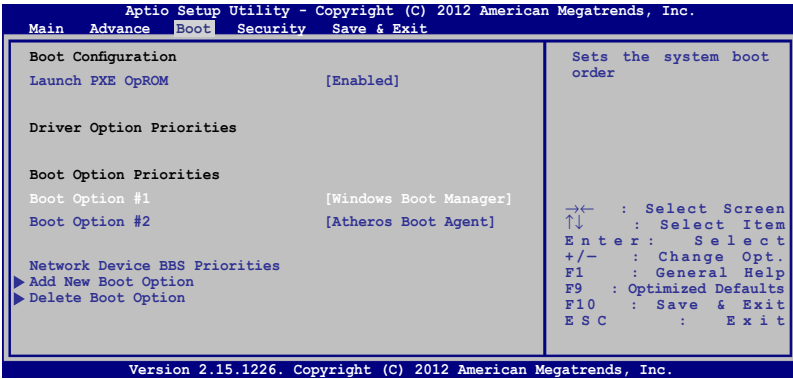 Aptio Setup Utility - Copyright (C) 2012 American Megatrends, Inc.
Main Advance Boot Security Save & Exit
Boot Configuration
Launch PXE OpROM [Enabled]
Driver Option Priorities
Boot Option Priorities
Boot Option #1 [Windows Boot Manager]
Boot Option #2 [Atheros Boot Agent]
Network Device BBS Priorities
Add New Boot Option
Delete Boot Option
Sets the system boot
order
→← : Select Screen
↑↓ : Select Item
Enter: Select
+/— : Change Opt.
F1 : General Help
F9 : Optimized Defaults
F10 : Save & Exit
ESC : Exit
Version 2.15.1226. Copyright (C) 2012 American Megatrends, Inc.